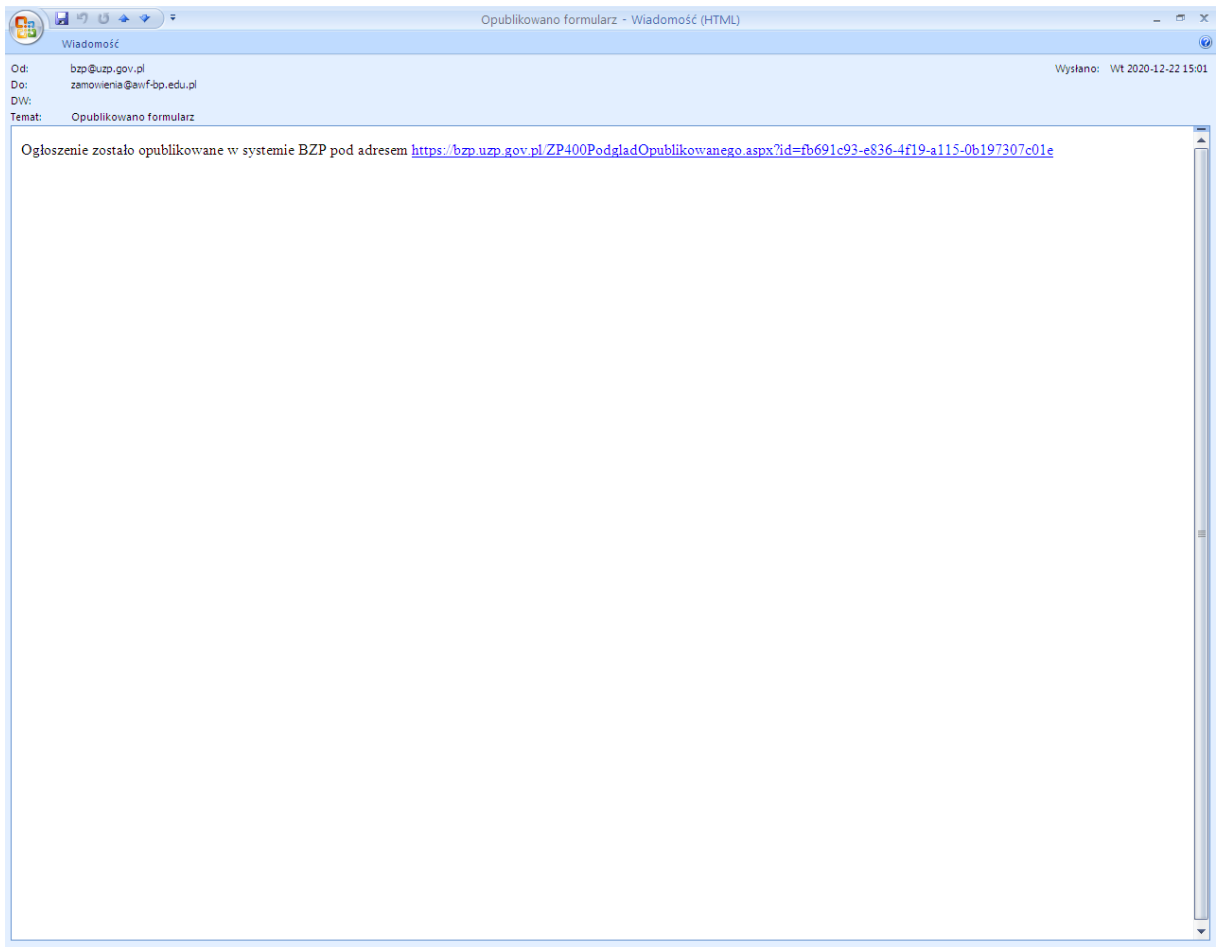 Opublikowano formularz - Wiadomość (HTML)
Wiadomość
Od: bzp@uzp.gov.pl Wysłano: Wt 2020-12-22 15:01
Do: zamowienia@awf-bp.edu.pl
DW:
Temat: Opublikowano formularz
Ogłoszenie zostało opublikowane w systemie BZP pod adresem https://bzp.uzp.gov.pl/ZP400PodgladOpublikowanego.aspx?id=fb691c93-e836-4f19-a115-0b197307c01e